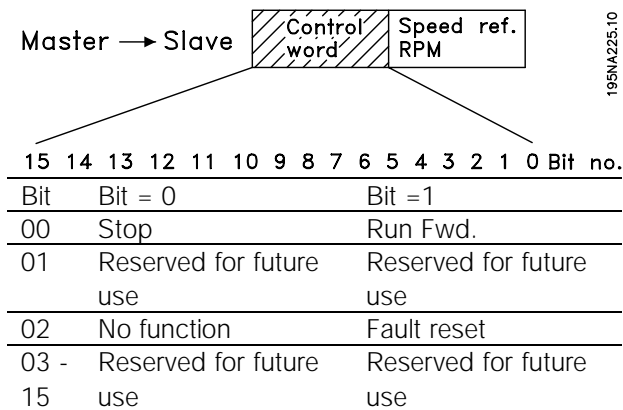 Master → Slave
Control word
Speed ref. RPM
195NA225.10
15 14 13 12 11 10 9 8 7 6 5 4 3 2 1 0 Bit no.
Bit Bit = 0 Bit =1
00 Stop Run Fwd.
01 Reserved for future Reserved for future
use use
02 No function Fault reset
03 - Reserved for future Reserved for future
15 use use